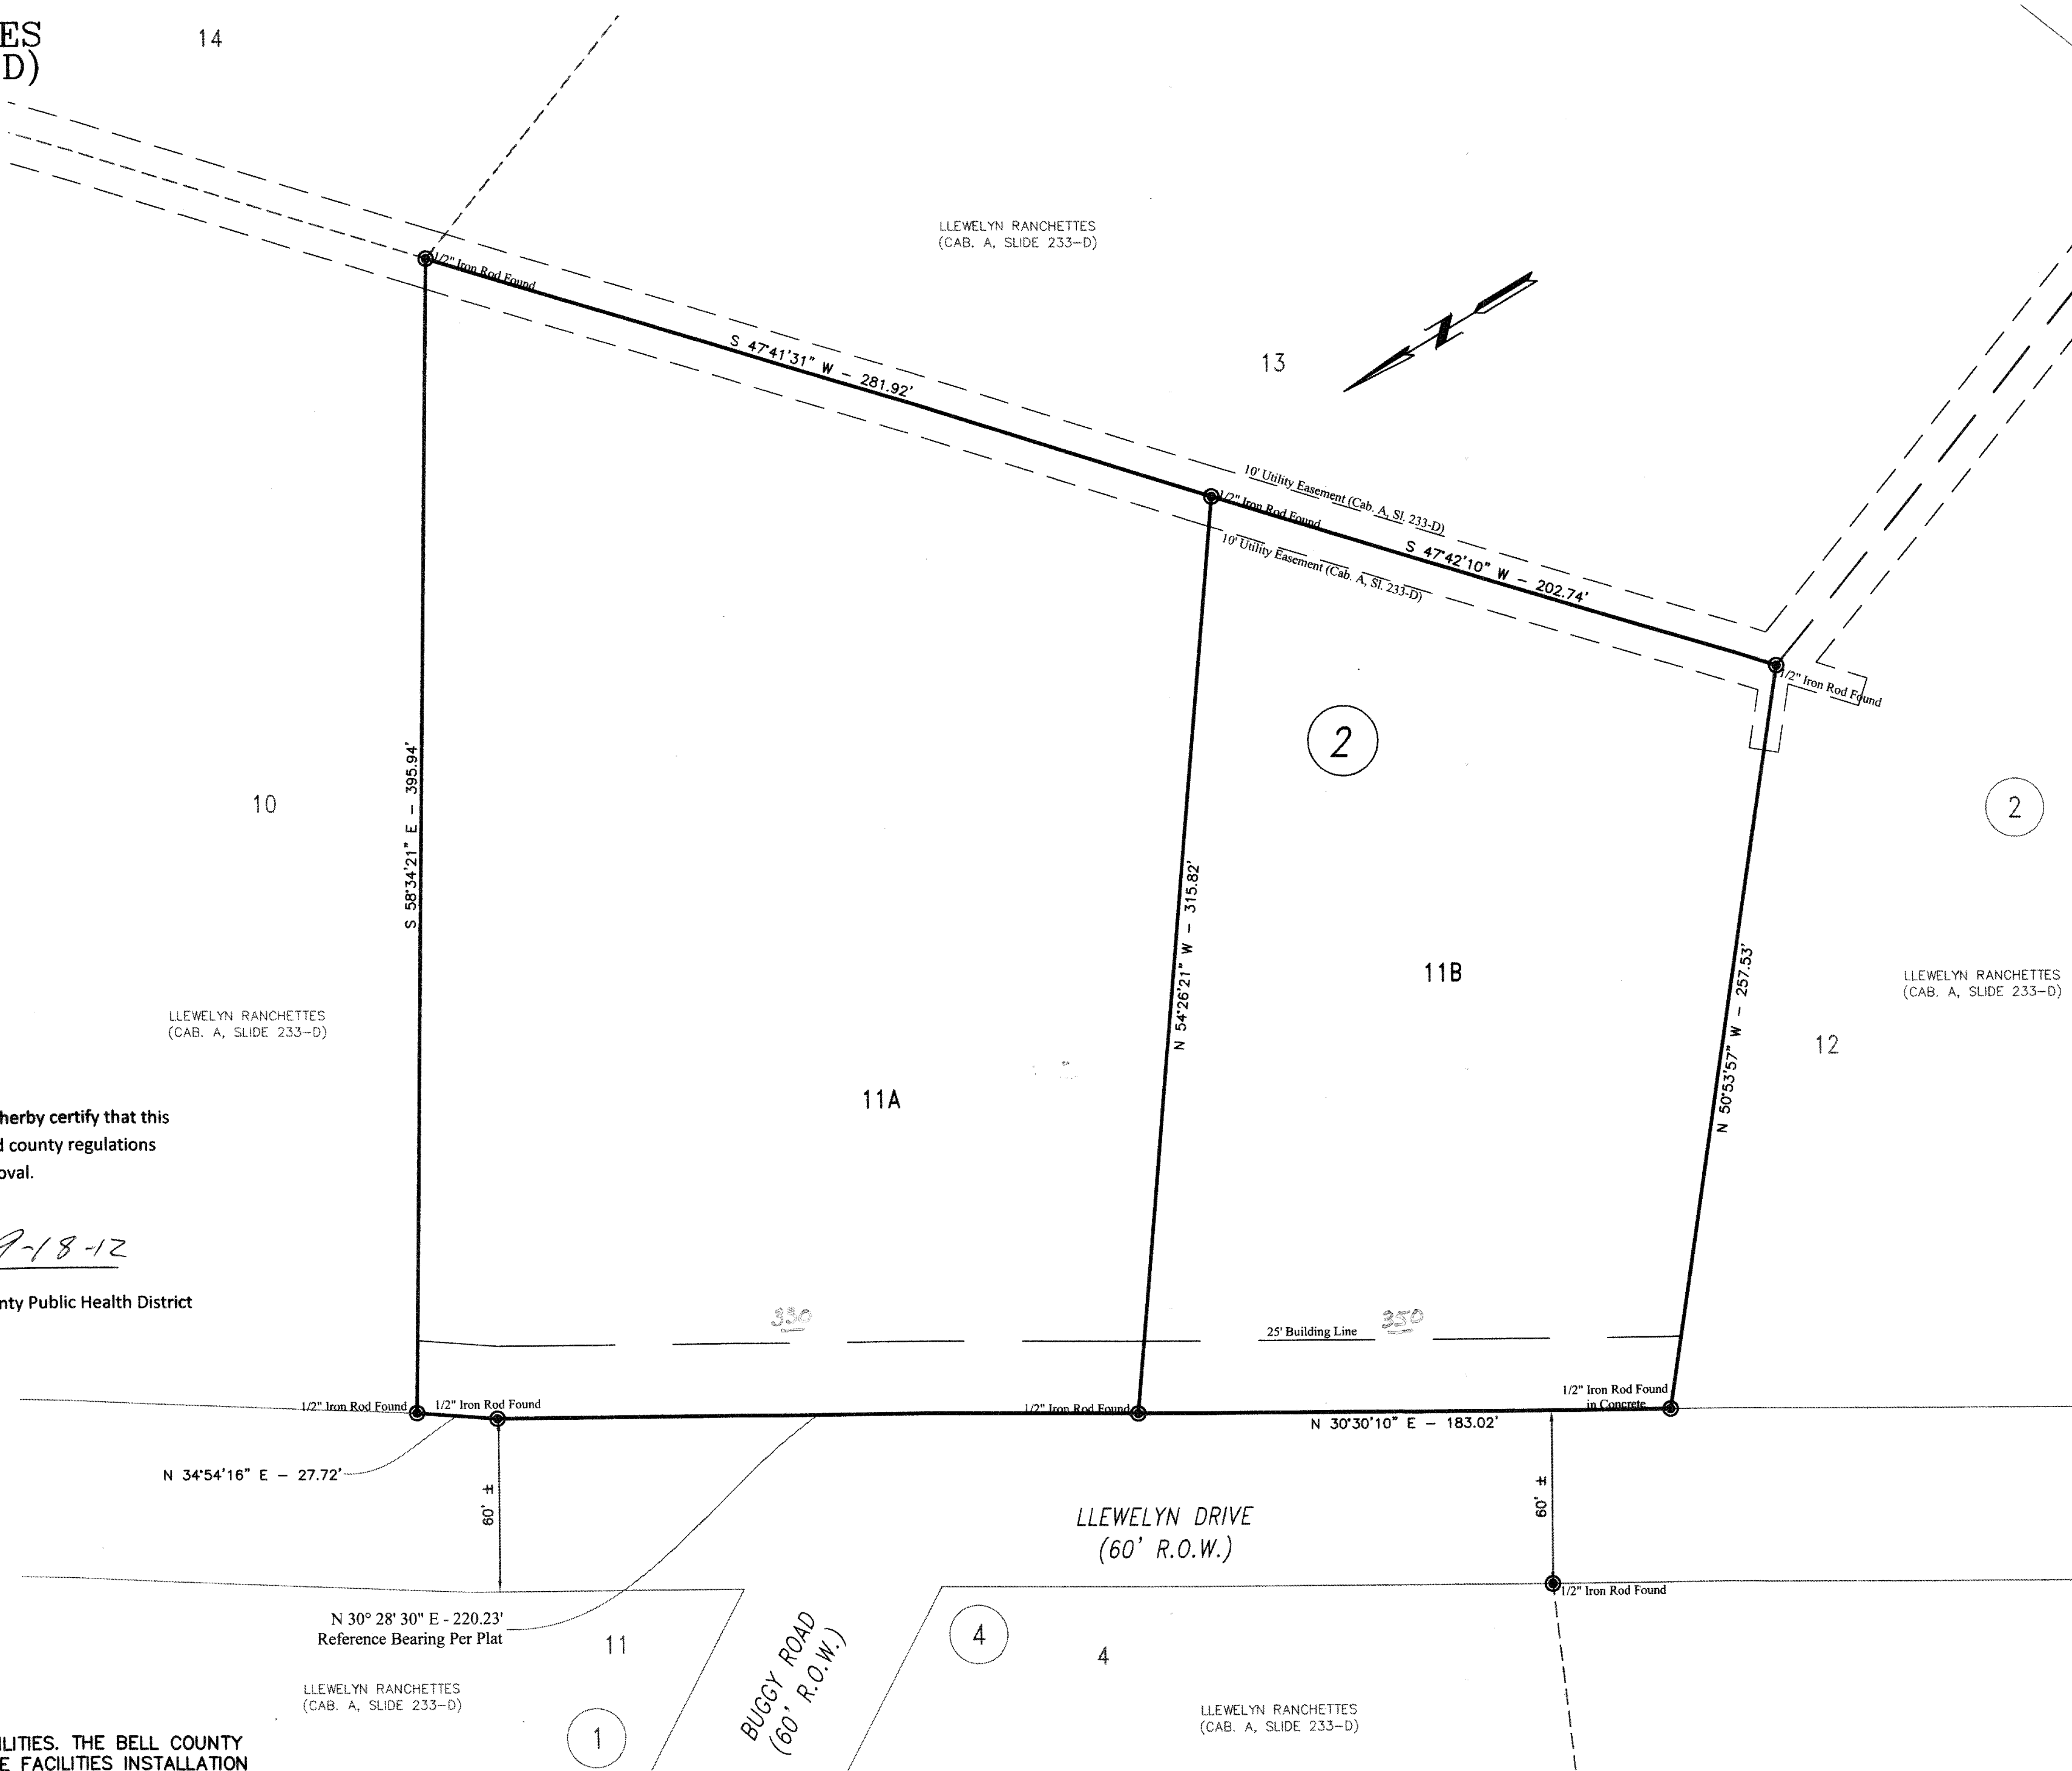 ES
D)
14
LLEWELYN RANCHETTES
(CAB. A, SLIDE 233-D)
1/2" Iron Rod Found
S 47°41'31" W - 281.92'
13
N
10' Utility Easement (Cab. A, Sl. 233-D)
1/2" Iron Rod Found
10' Utility Easement (Cab. A, Sl. 233-D)
S 47°42'10" W - 202.74'
1/2" Iron Rod Found
2
10
S 58°34'21" E - 395.94'
2
N 54°26'21" W - 315.82'
11B
N 50°53'57" W - 257.53'
LLEWELYN RANCHETTES
(CAB. A, SLIDE 233-D)
LLEWELYN RANCHETTES
(CAB. A, SLIDE 233-D)
12
11A
herby certify that this
d county regulations
oval.
9-18-12
nty Public Health District
330
25' Building Line
350
1/2" Iron Rod Found
1/2" Iron Rod Found
1/2" Iron Rod Found
1/2" Iron Rod Found
in Concrete
N 30°30'10" E - 183.02'
N 34°54'16" E - 27.72'
60' ±
60' ±
LLEWELYN DRIVE
(60' R.O.W.)
1/2" Iron Rod Found
N 30° 28' 30" E - 220.23'
Reference Bearing Per Plat
11
BUGGY ROAD
(60' R.O.W.)
4
4
LLEWELYN RANCHETTES
(CAB. A, SLIDE 233-D)
LLEWELYN RANCHETTES
(CAB. A, SLIDE 233-D)
1
ILITIES. THE BELL COUNTY
E FACILITIES INSTALLATION